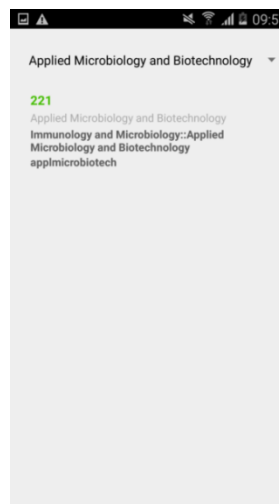 09:5
Applied Microbiology and Biotechnology
221
Applied Microbiology and Biotechnology
Immunology and Microbiology::Applied
Microbiology and Biotechnology
applmicrobiotech